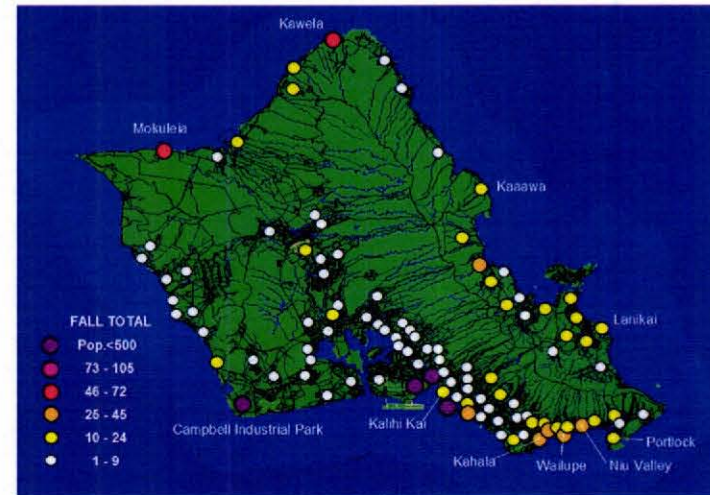 Kawela
Mokuleia
Kaaawa
Lanikai
FALL TOTAL
Pop.<500
73 - 105
46 - 72
25 - 45
10 - 24
1 - 9
Campbell Industrial Park
Kalihi Kai
Kahala
Wailupe
Niu Valley
Portlock